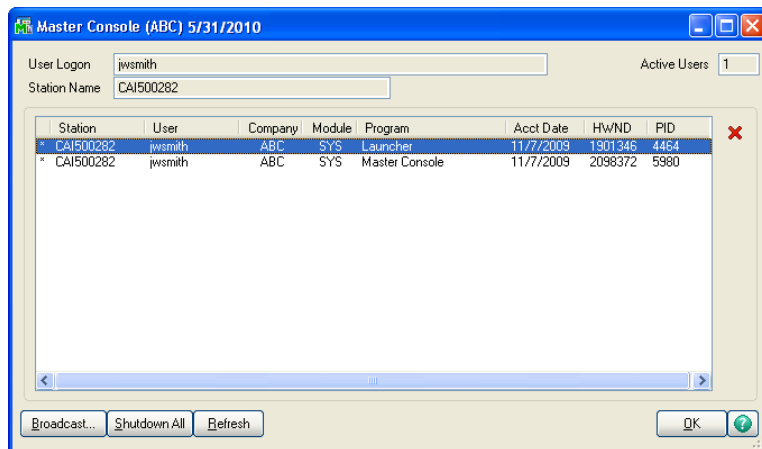 Master Console (ABC) 5/31/2010
User Logon jwsmith Active Users 1
Station Name CAI500282
Station User Company Module Program Acct Date HWND PID
* CAI500282 jwsmith ABC SYS Launcher 11/7/2009 1901346 4464
* CAI500282 jwsmith ABC SYS Master Console 11/7/2009 2098372 5980
Broadcast... Shutdown All Refresh OK ?